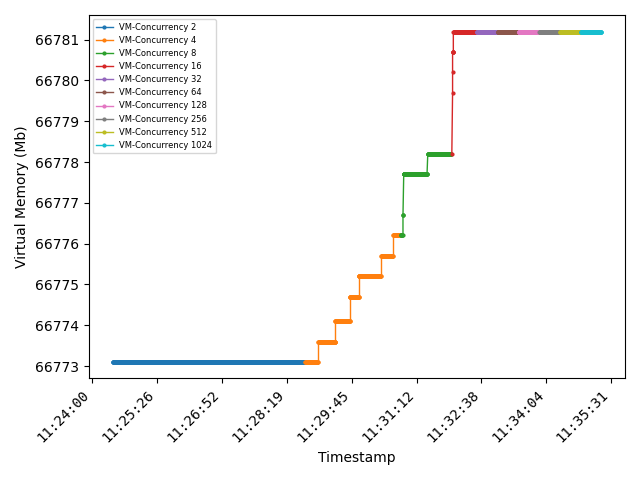 VM-Concurrency 2
VM-Concurrency 4
VM-Concurrency 8
VM-Concurrency 16
VM-Concurrency 32
VM-Concurrency 64
VM-Concurrency 128
VM-Concurrency 256
VM-Concurrency 512
VM-Concurrency 1024
66781
66780
66779
66778
66777
66776
66775
66774
66773
Virtual Memory (Mb)
11:24:00
11:25:26
11:26:52
11:28:19
11:29:45
11:31:12
11:32:38
11:34:04
11:35:31
Timestamp